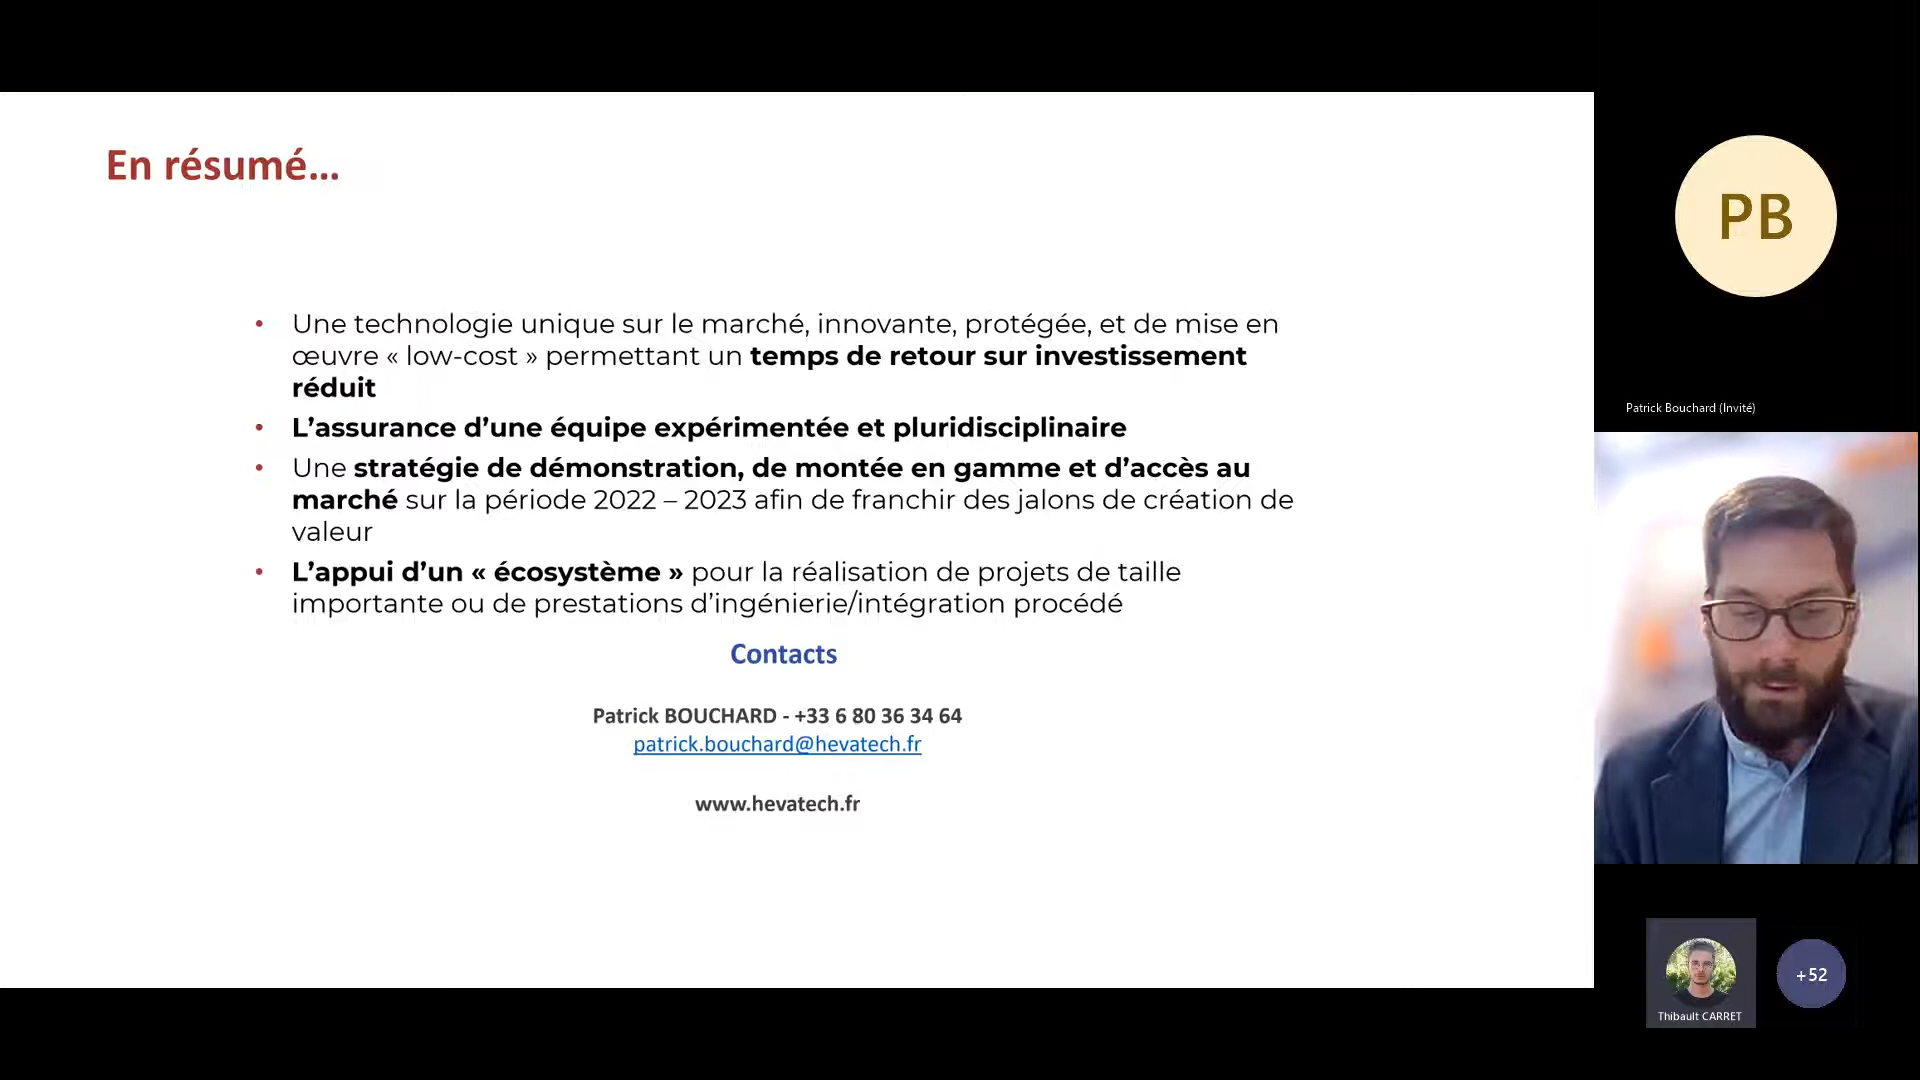 En résumé...
• Une technologie unique sur le marché, innovante, protégée, et de mise en
œuvre « low-cost » permettant un temps de retour sur investissement
réduit
• L’assurance d’une équipe expérimentée et pluridisciplinaire
• Une stratégie de démonstration, de montée en gamme et d’accès au
marché sur la période 2022 – 2023 afin de franchir des jalons de création de
valeur
• L’appui d’un « écosystème » pour la réalisation de projets de taille
importante ou de prestations d’ingénierie/intégration procédé
Contacts
Patrick BOUCHARD - +33 6 80 36 34 64
patrick.bouchard@hevatech.fr
www.hevatech.fr
PB
Patrick Bouchard (Invité)
Thibault CARRET
+52